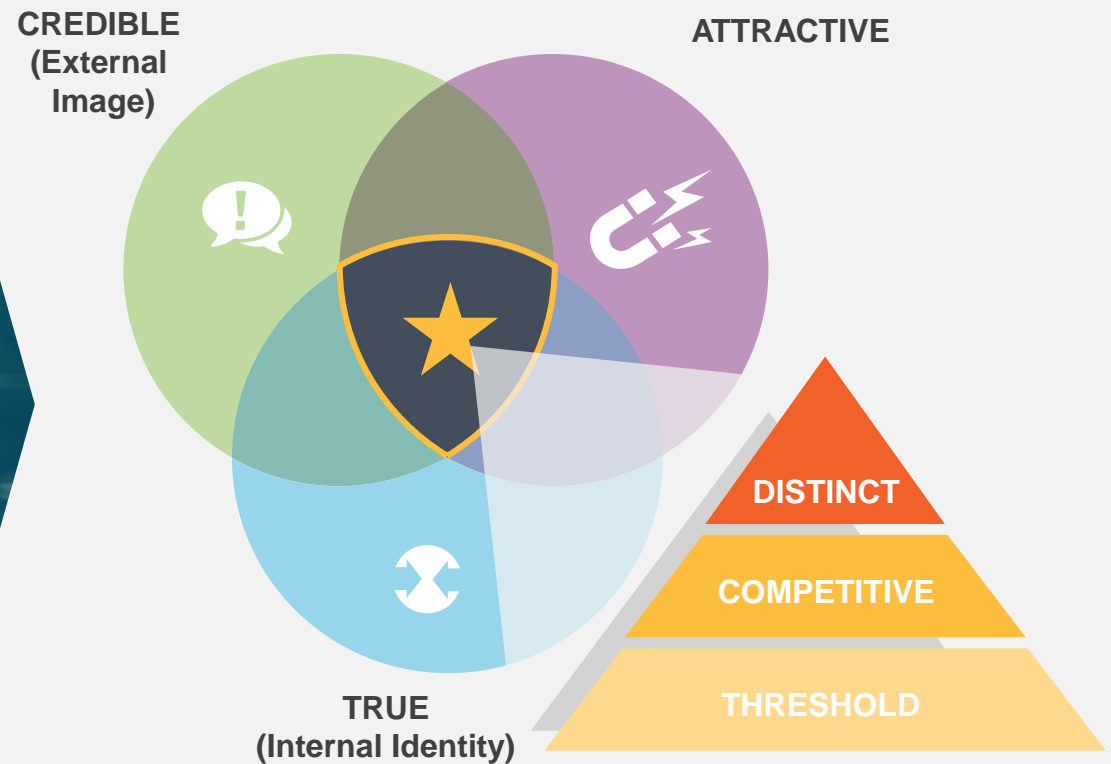 CREDIBLE
(External
Image)
ATTRACTIVE
!
DISTINCT
COMPETITIVE
THRESHOLD
TRUE
(Internal Identity)